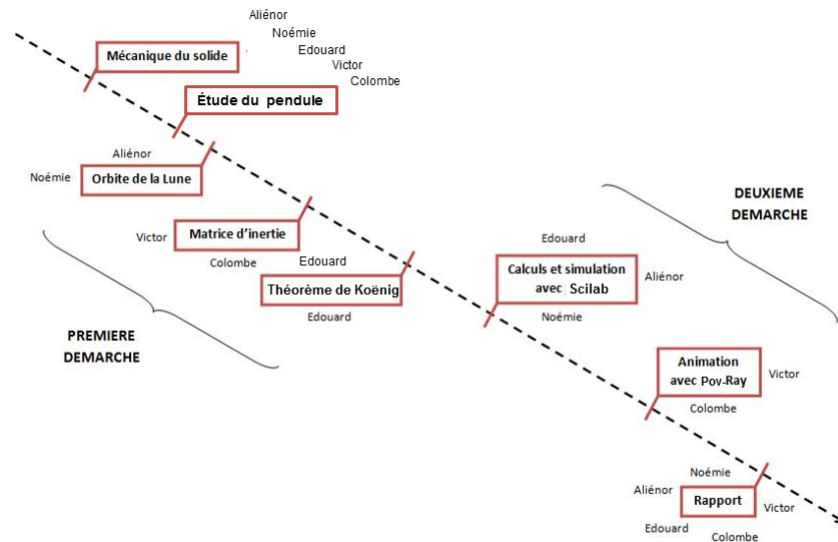 Aliénor
Noémie
Edouard
Victor
Colombe
Mécanique du solide
Étude du pendule
Aliénor
Noémie
Orbite de la Lune
Victor
Matrice d'inertie
Colombe
Edouard
Théorème de Koënig
Edouard
PREMIERE
DEMARCHE
DEUXIEME
DEMARCHE
Edouard
Calculs et simulation
avec Scilab
Aliénor
Noémie
Animation
avec Pov-Ray
Victor
Colombe
Noémie
Aliénor
Rapport
Victor
Edouard
Colombe